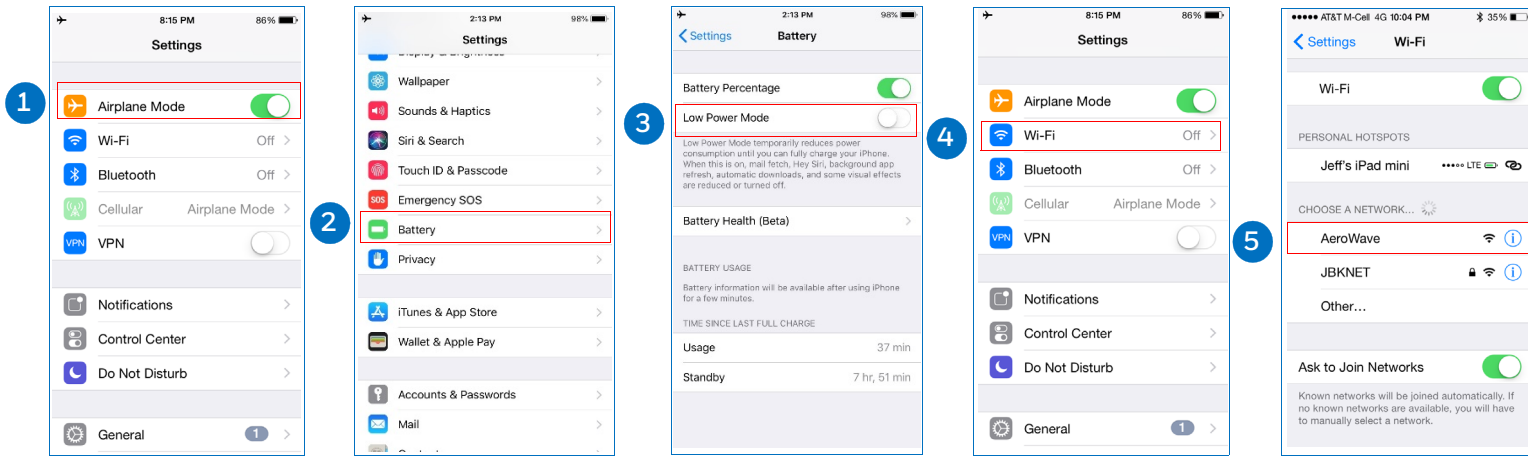 1
8:15 PM 86%
Settings
Airplane Mode
Wi-Fi Off
Bluetooth Off
Cellular Airplane Mode
VPN VPN
Notifications
Control Center
Do Not Disturb
General 1
2
2:13 PM 98%
Settings
Display & Brightness
Wallpaper
Sounds & Haptics
Siri & Search
Touch ID & Passcode
SOS Emergency SOS
Battery
Privacy
iTunes & App Store
Wallet & Apple Pay
Accounts & Passwords
Mail
3
2:13 PM 98%
Settings Battery
Battery Percentage
Low Power Mode
Low Power Mode temporarily reduces power
consumption until you can fully charge your iPhone.
When this is on, mail fetch, Hey Siri, background app
refresh, automatic downloads, and some visual effects
are reduced or turned off.
Battery Health (Beta)
BATTERY USAGE
Battery information will be available after using iPhone
for a few minutes.
TIME SINCE LAST FULL CHARGE
Usage 37 min
Standby 7 hr, 51 min
4
8:15 PM 86%
Settings
Airplane Mode
Wi-Fi Off
Bluetooth Off
Cellular Airplane Mode
VPN VPN
Notifications
Control Center
Do Not Disturb
General 1
5
AT&T M-Cell 4G 10:04 PM 35%
Settings Wi-Fi
Wi-Fi
PERSONAL HOTSPOTS
Jeff's iPad mini LTE
CHOOSE A NETWORK...
AeroWave
JBKNET
Other...
Ask to Join Networks
Known networks will be joined automatically. If
no known networks are available, you will have
to manually select a network.